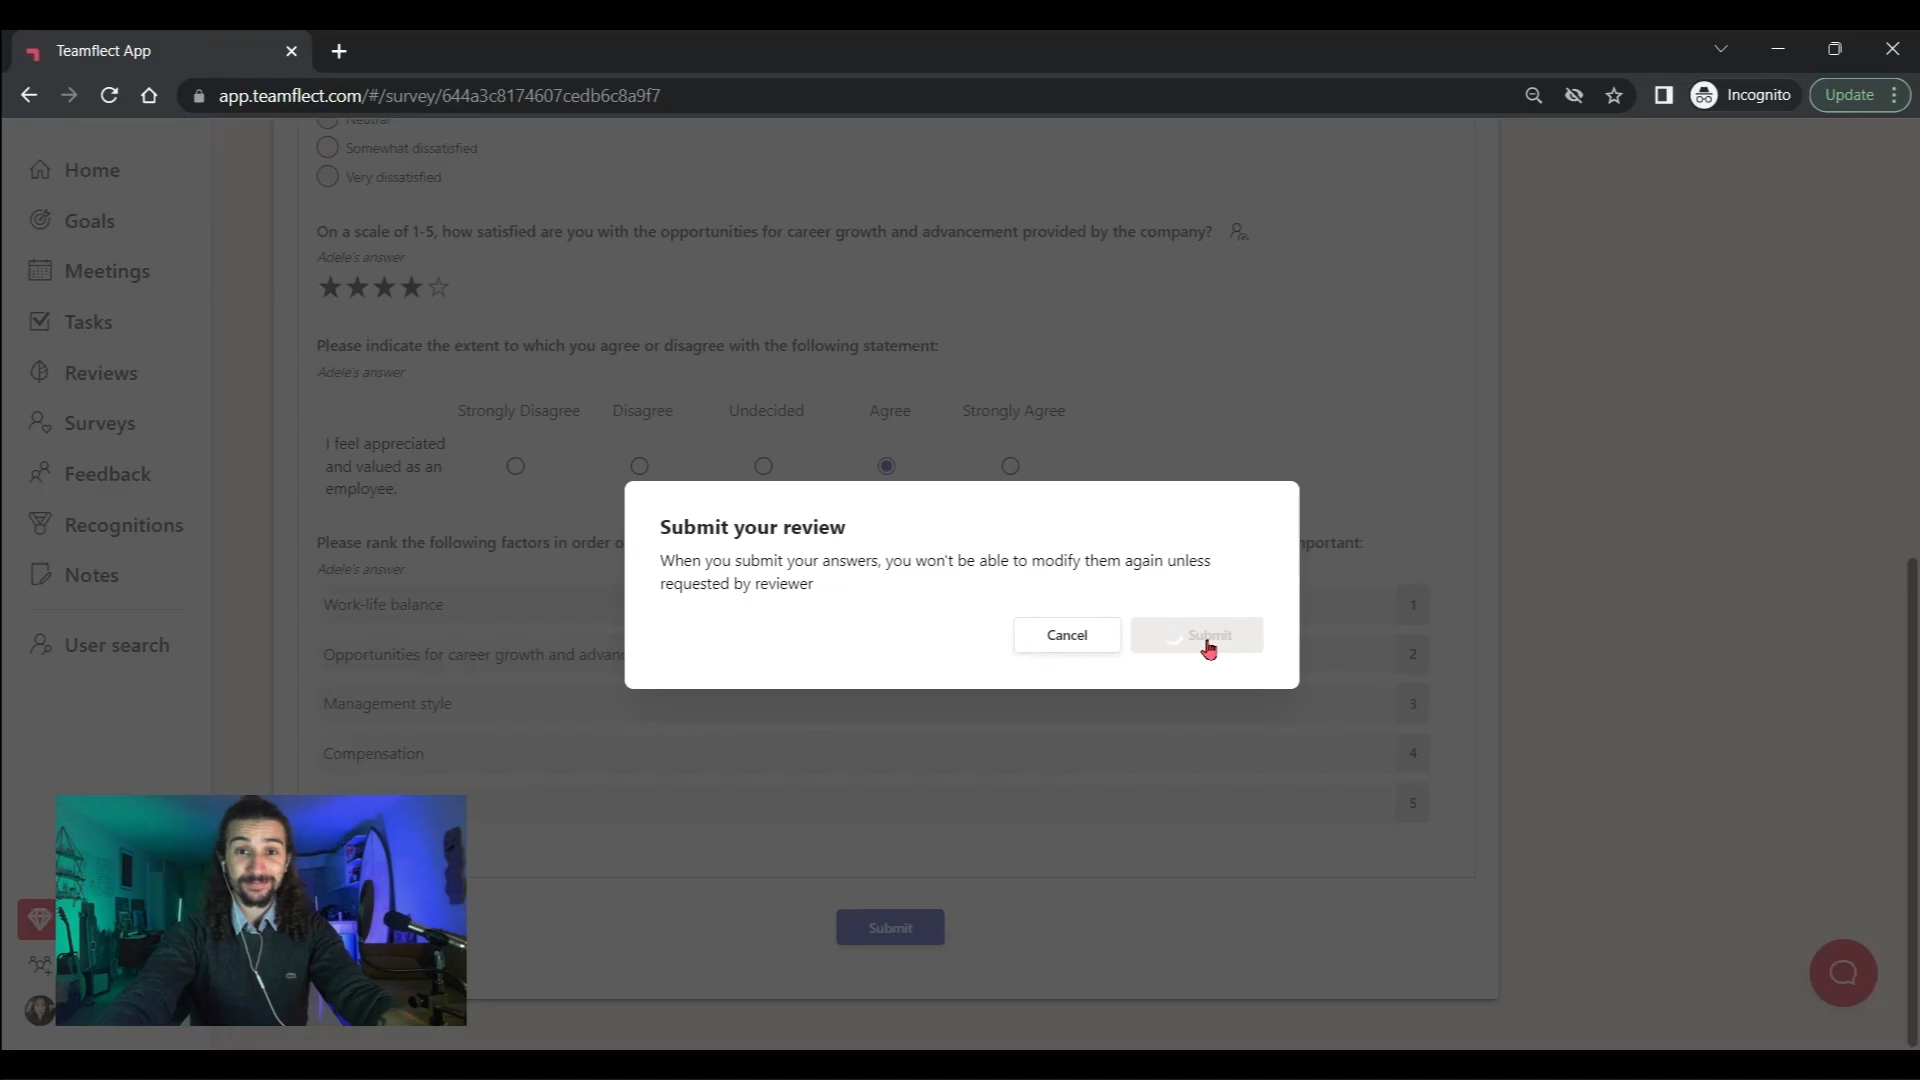 Teamflect App
app.teamflect.com/#/survey/644a3c8174607cedb6c8a9f7
Incognito
Update
Home
Goals
Meetings
Tasks
Reviews
Surveys
Feedback
Recognitions
Notes
User search
Neutral
Somewhat dissatisfied
Very dissatisfied
On a scale of 1-5, how satisfied are you with the opportunities for career growth and advancement provided by the company?
Adele's answer
Please indicate the extent to which you agree or disagree with the following statement:
Adele's answer
Strongly Disagree Disagree Undecided Agree Strongly Agree
I feel appreciated
and valued as an
employee.
Please rank the following factors in order o
portant:
Adele's answer
Work-life balance 1
Opportunities for career growth and advanc 2
Management style 3
Compensation 4
5
Submit
Submit your review
When you submit your answers, you won't be able to modify them again unless
requested by reviewer
Cancel
Submit